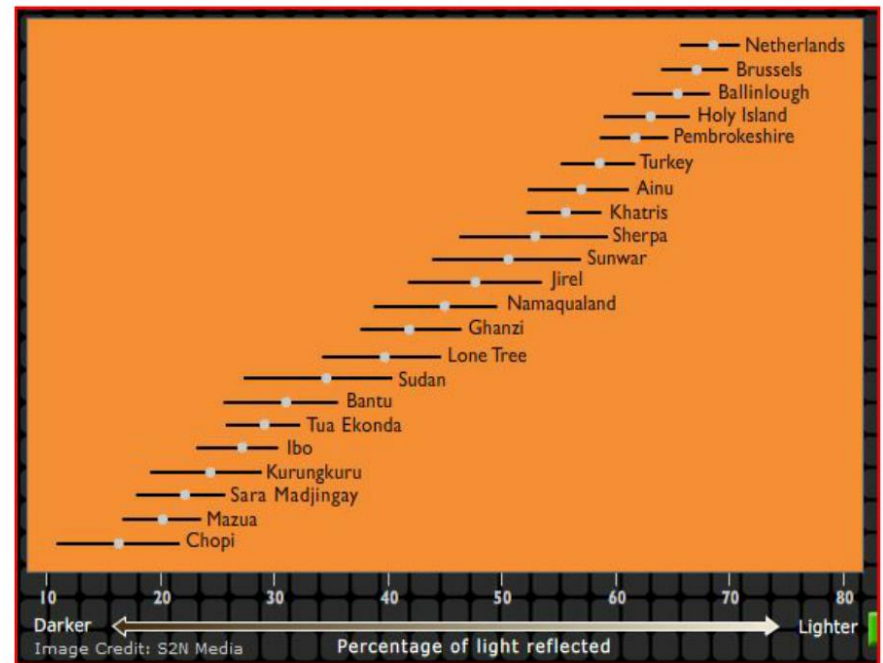 Netherlands
Brussels
Ballinlough
Holy Island
Pembrokeshire
Turkey
Ainu
Khatris
Sherpa
Sunwar
Jirel
Namaqualand
Ghanzi
Lone Tree
Sudan
Bantu
Tua Ekonda
Ibo
Kurungkuru
Sara Madjingay
Mazua
Chopi
10 20 30 40 50 60 70 80
Darker Lighter
Image Credit: S2N Media Percentage of light reflected